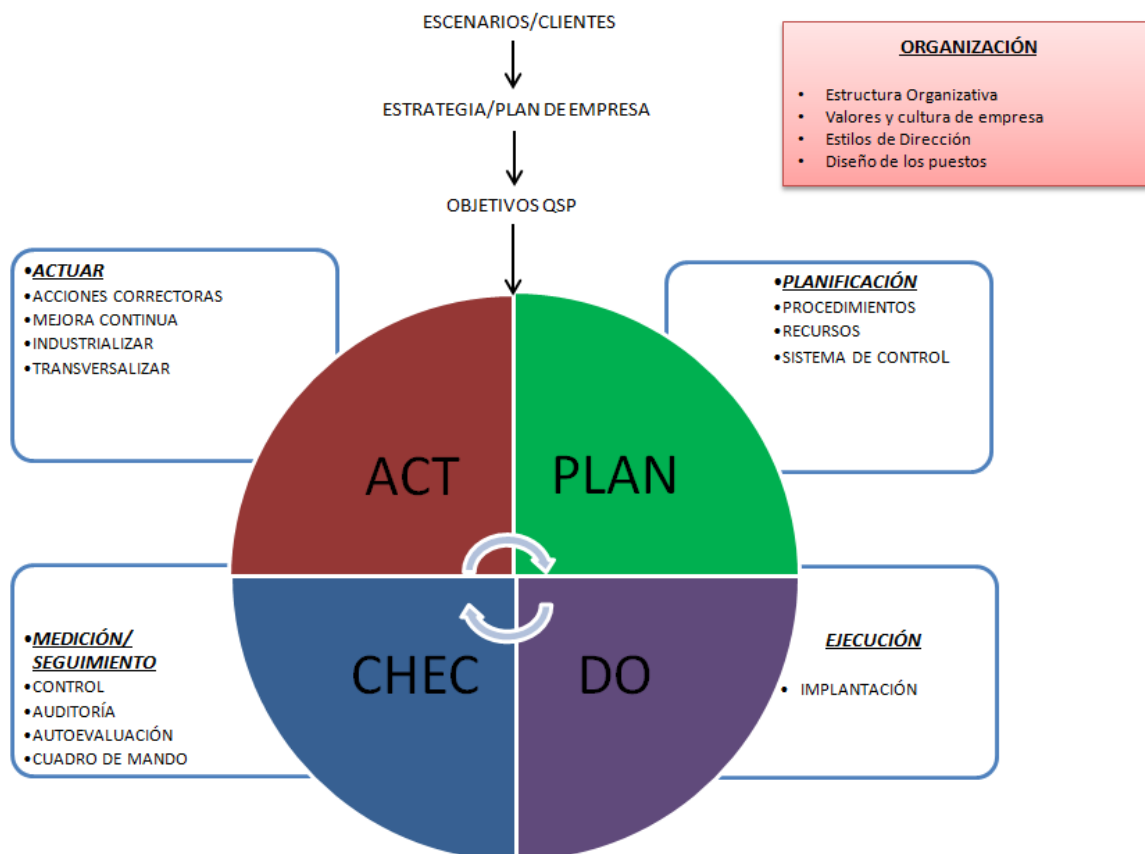 ESCENARIOS/CLIENTES
ESTRATEGIA/PLAN DE EMPRESA
OBJETIVOS QSP
ORGANIZACIÓN
• Estructura Organizativa
• Valores y cultura de empresa
• Estilos de Dirección
• Diseño de los puestos
•ACTUAR
•ACCIONES CORRECTORAS
•MEJORA CONTINUA
•INDUSTRIALIZAR
•TRANSVERSALIZAR
•PLANIFICACIÓN
•PROCEDIMIENTOS
•RECURSOS
•SISTEMA DE CONTROL
ACT
PLAN
•MEDICIÓN/
SEGUIMIENTO
•CONTROL
•AUDITORÍA
•AUTOEVALUACIÓN
•CUADRO DE MANDO
CHEC
DO
EJECUCIÓN
• IMPLANTACIÓN